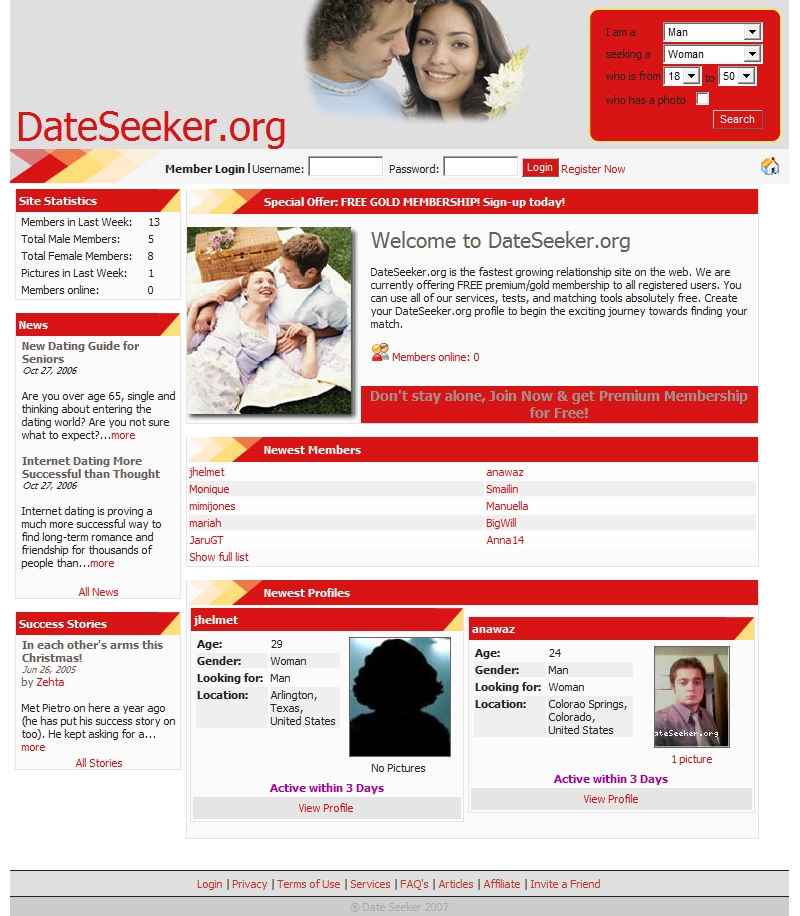 I am a Man
seeking a Woman
who is from 18 to 50
who has a photo
Search
DateSeeker.org
Member Login | Username: Password: Login Register Now
Site Statistics
Members in Last Week: 13
Total Male Members: 5
Total Female Members: 8
Pictures in Last Week: 1
Members online: 0
News
New Dating Guide for
Seniors
Oct 27, 2006
Are you over age 65, single and
thinking about entering the
dating world? Are you not sure
what to expect?...more
Internet Dating More
Successful than Thought
Oct 27, 2006
Internet dating is proving a
much more successful way to
find long-term romance and
friendship for thousands of
people than...more
All News
Success Stories
In each other's arms this
Christmas!
Jun 26, 2005
by Zehta
Met Pietro on here a year ago
(he has put his success story on
too). He kept asking for a...
more
All Stories
Special Offer: FREE GOLD MEMBERSHIP! Sign-up today!
Welcome to DateSeeker.org
DateSeeker.org is the fastest growing relationship site on the web. We are
currently offering FREE premium/gold membership to all registered users. You
can use all of our services, tests, and matching tools absolutely free. Create
your DateSeeker.org profile to begin the exciting journey towards finding your
match.
Members online: 0
Don't stay alone, Join Now & get Premium Membership
for Free!
Newest Members
jhelmet anawaz
Monique Smailin
mimijones Manuella
mariah BigWill
JaruGT Anna14
Show full list
Newest Profiles
jhelmet
Age: 29
Gender: Woman
Looking for: Man
Location: Arlington,
Texas,
United States
No Pictures
Active within 3 Days
View Profile
anawaz
Age: 24
Gender: Man
Looking for: Woman
Location: Colorao Springs,
Colorado,
United States
ateSeeker.org
1 picture
Active within 3 Days
View Profile
Login | Privacy | Terms of Use | Services | FAQ's | Articles | Affiliate | Invite a Friend
® Date Seeker 2007